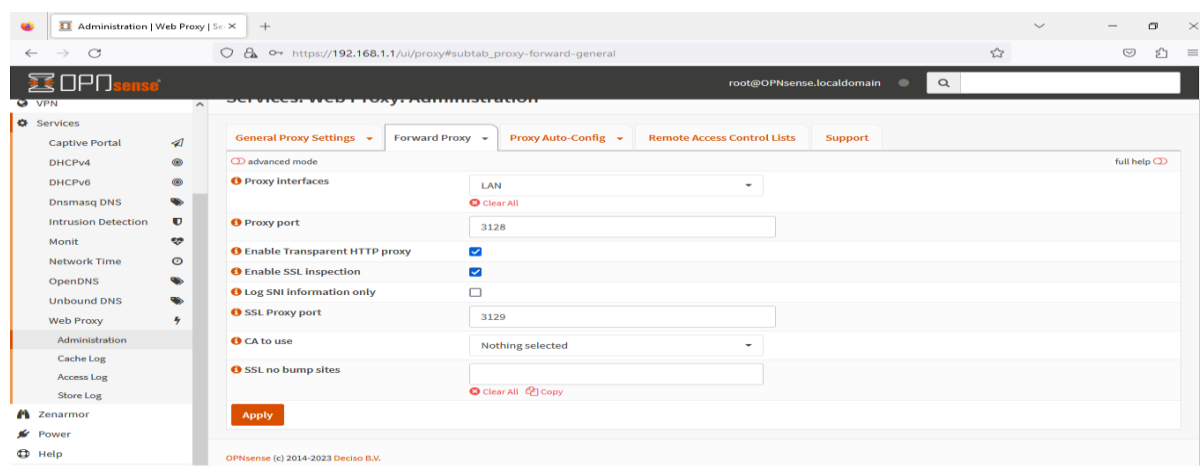 Administration | Web Proxy | Se
https://192.168.1.1/ui/proxy#subtab_proxy-forward-general
OPNsense
root@OPNsense.localdomain
VPN
Services: Web Proxy: Administration
Services
Captive Portal
DHCPv4
DHCPv6
Dnsmasq DNS
Intrusion Detection
Monit
Network Time
OpenDNS
Unbound DNS
Web Proxy
Administration
Cache Log
Access Log
Store Log
Zenarmor
Power
Help
General Proxy Settings
Forward Proxy
Proxy Auto-Config
Remote Access Control Lists
Support
advanced mode
full help
Proxy interfaces
LAN
Clear All
Proxy port
3128
Enable Transparent HTTP proxy
Enable SSL inspection
Log SNI information only
SSL Proxy port
3129
CA to use
Nothing selected
SSL no bump sites
Clear All Copy
Apply
OPNsense (c) 2014-2023 Deciso B.V.